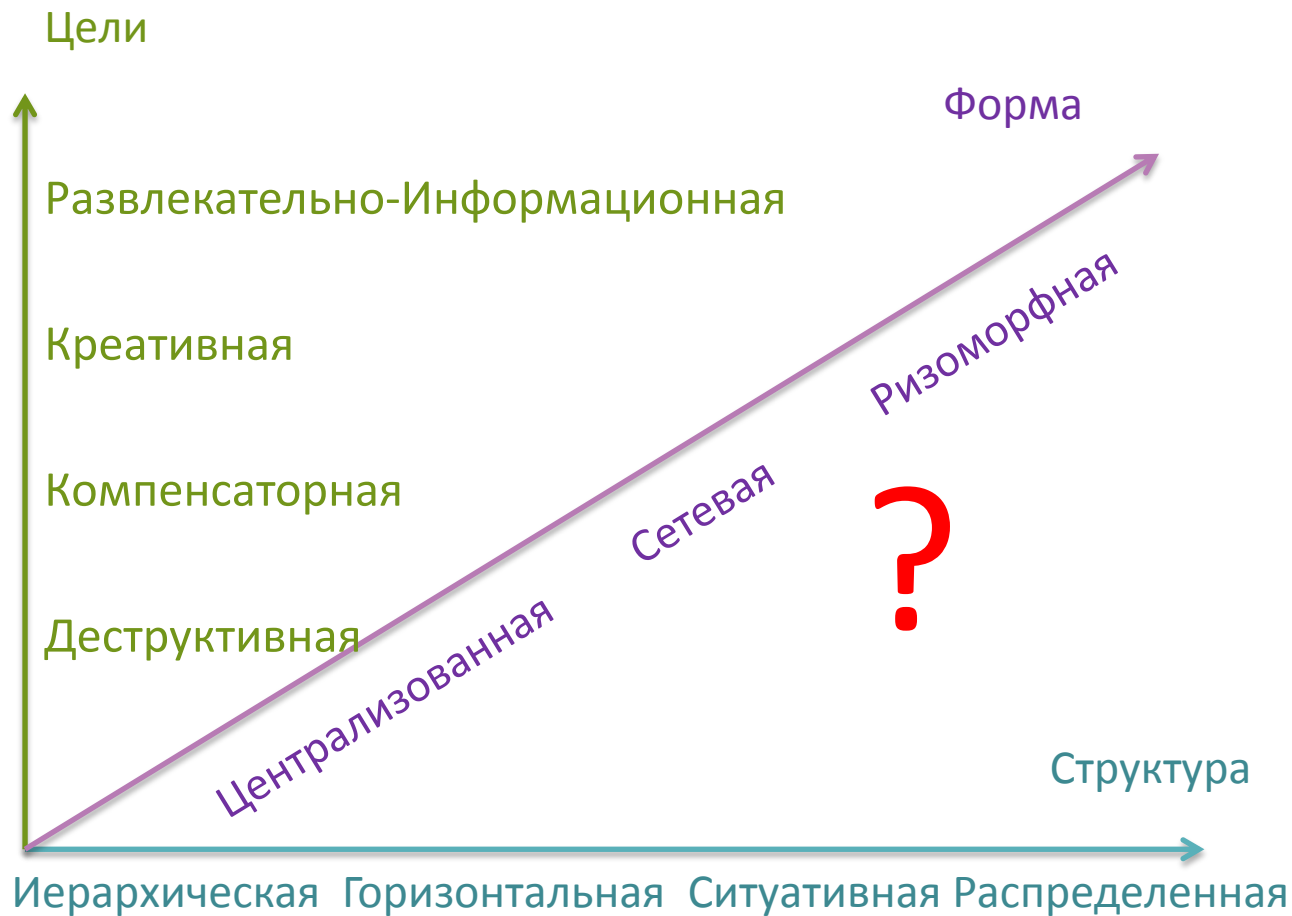 Цели
Форма
Развлекательно-Информационная
Ризоморфная
Креативная
Сетевая
Компенсаторная
?
Деструктивная
Централизованная
Структура
Иерархическая Горизонтальная Ситуативная Распределенная